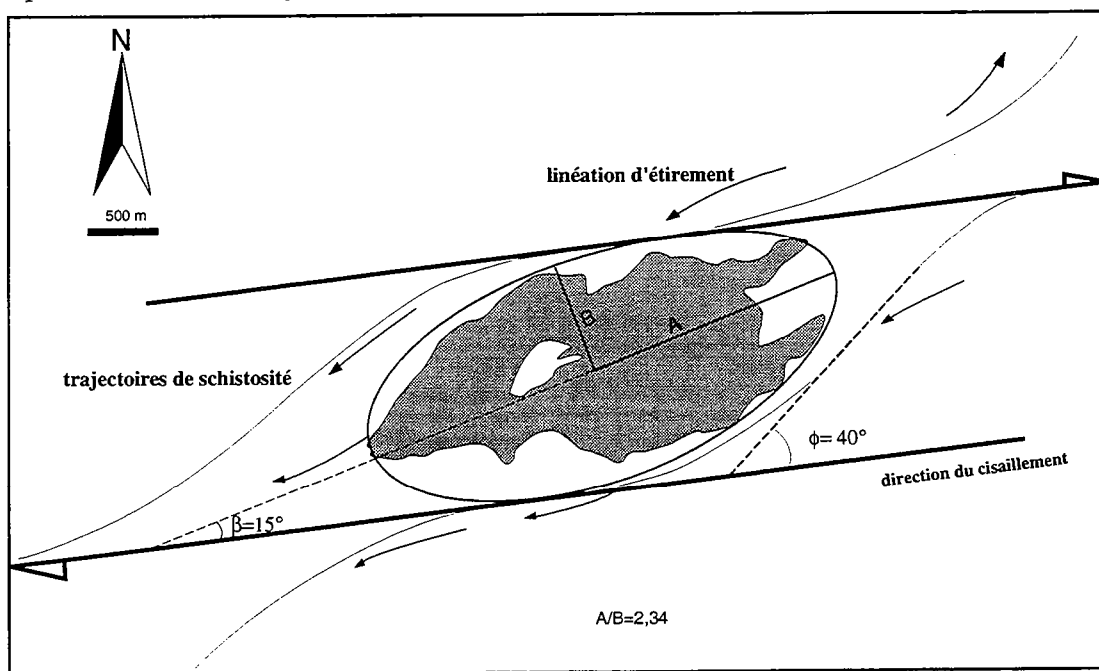 N
500 m
linéation d'étirement
B
A
trajectoires de schistosité
ϕ= 40°
direction du cisaillement
β=15°
A/B=2,34